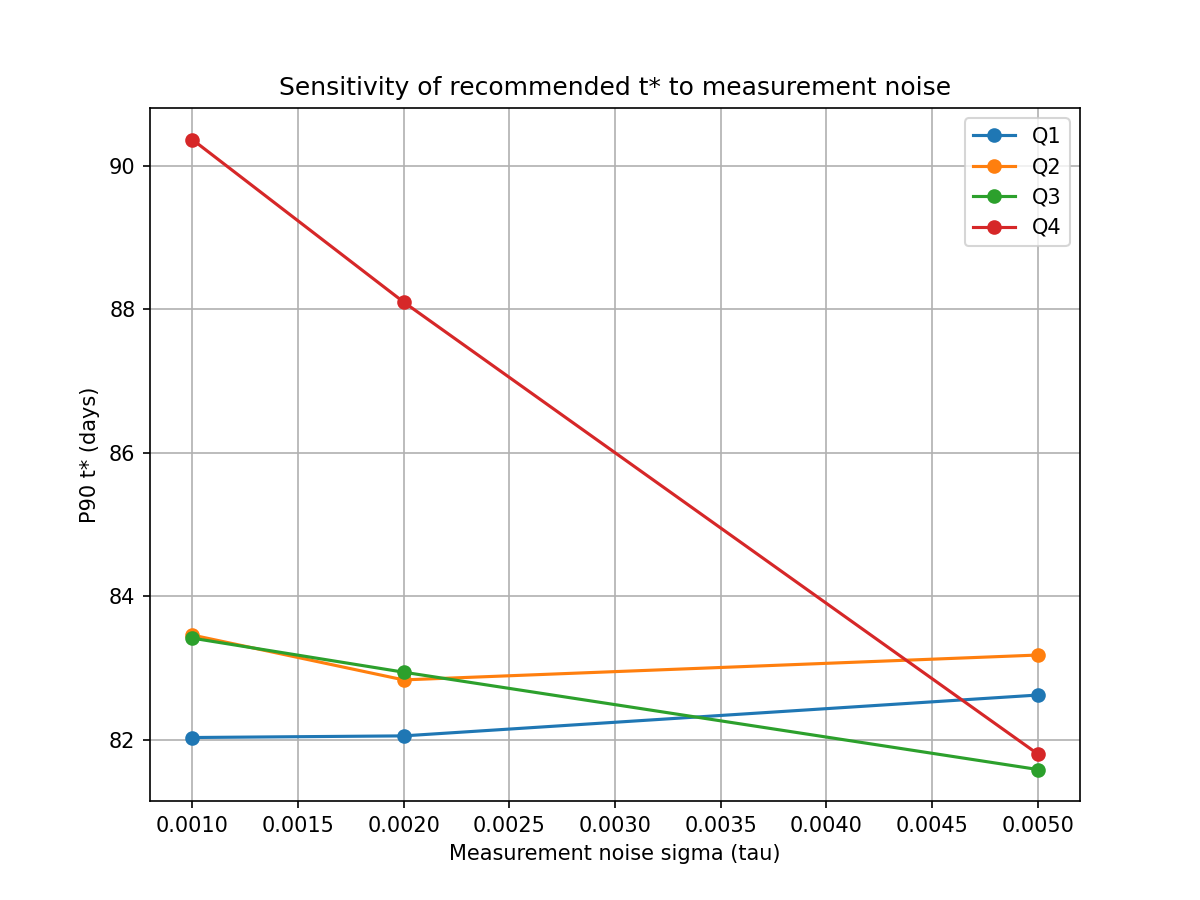 Sensitivity of recommended t* to measurement noise
Q1
Q2
Q3
Q4
P90 t* (days)
90
88
86
84
82
0.0010 0.0015 0.0020 0.0025 0.0030 0.0035 0.0040 0.0045 0.0050
Measurement noise sigma (tau)